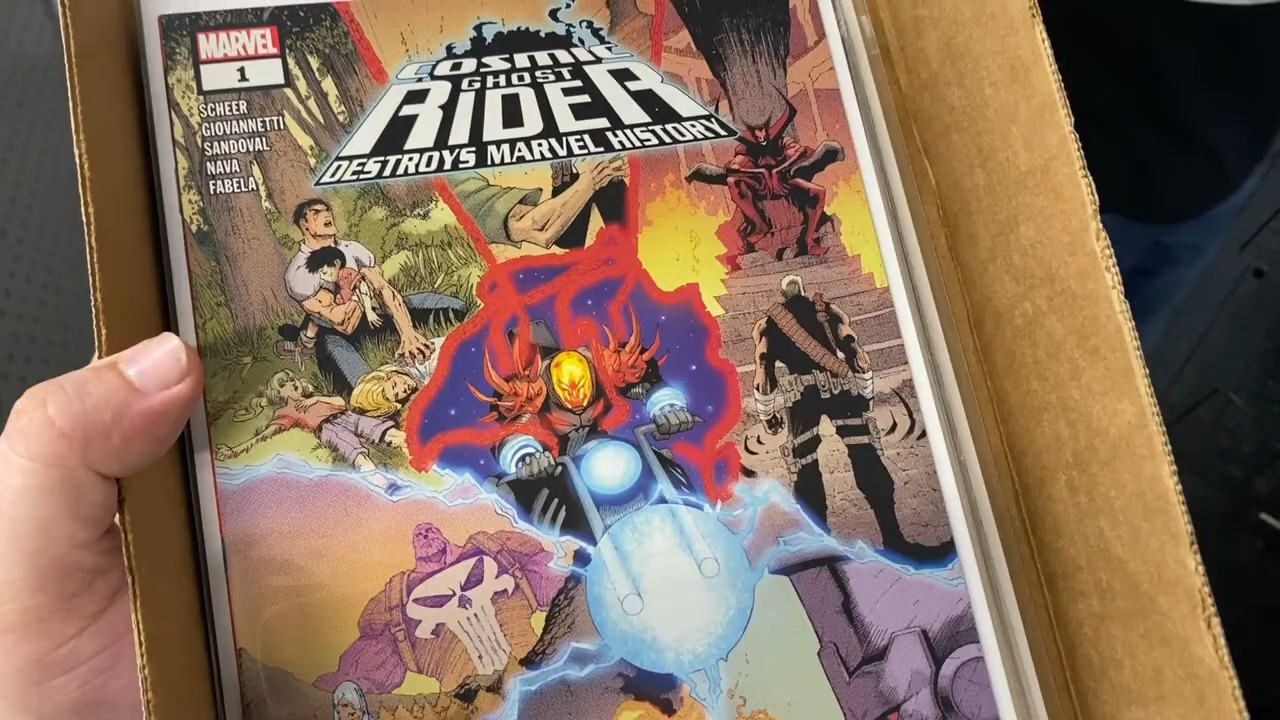 MARVEL
1
SCHEER
GIOVANNETTI
SANDOVAL
NAVA
FABELA
COSMIC
GHOST
RIDER
DESTROYS MARVEL HISTORY